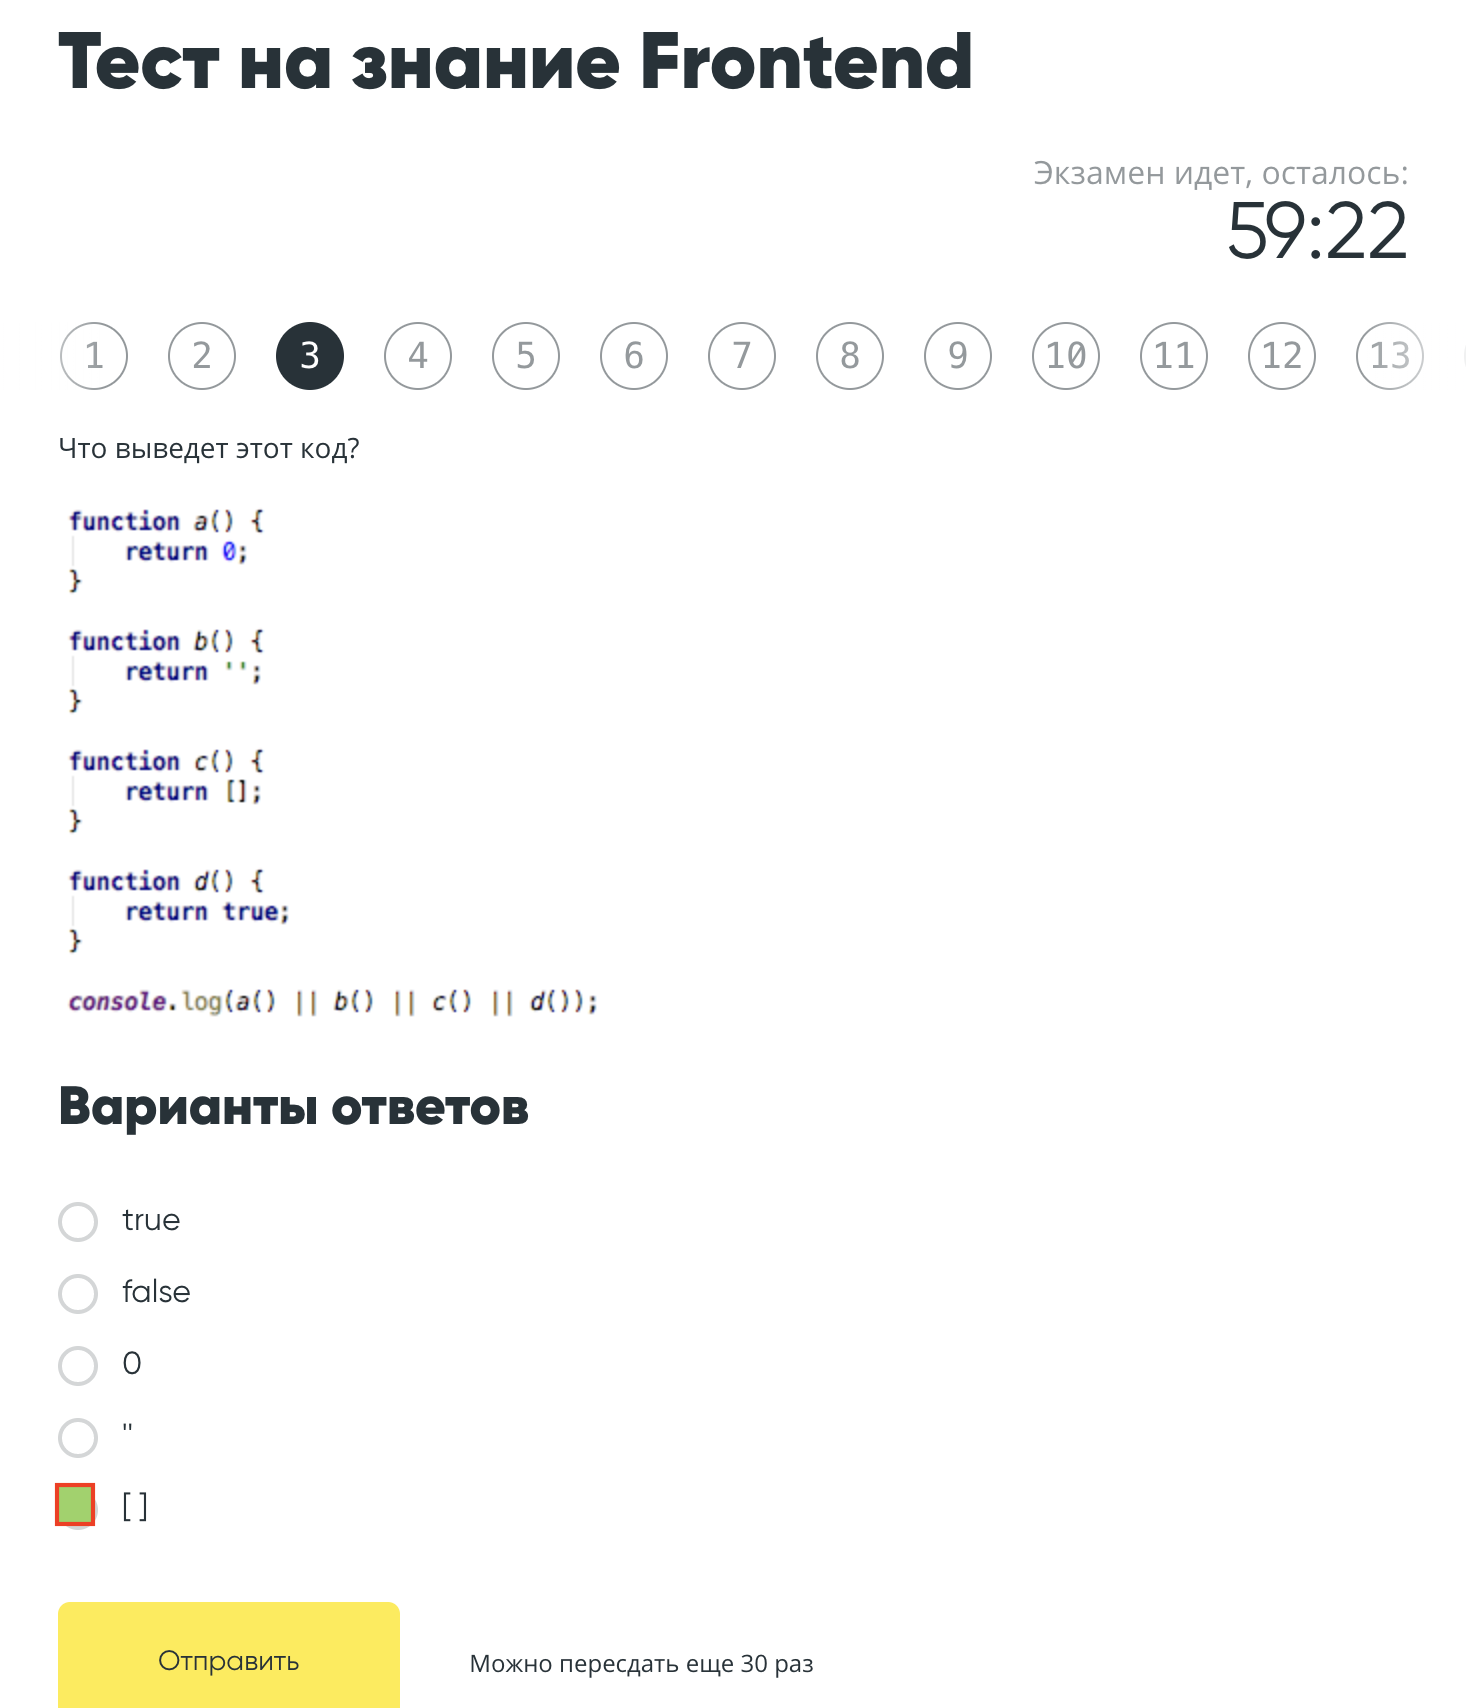 Тест на знание Frontend
Экзамен идет, осталось:
59:22
1 2 3 4 5 6 7 8 9 10 11 12 13
Что выведет этот код?
function a() {
    return 0;
}
function b() {
    return '';
}
function c() {
    return [];
}
function d() {
    return true;
}
console.log(a() || b() || c() || d());
Варианты ответов
true
false
0
"
[ ]
Отправить
Можно пересдать еще 30 раз